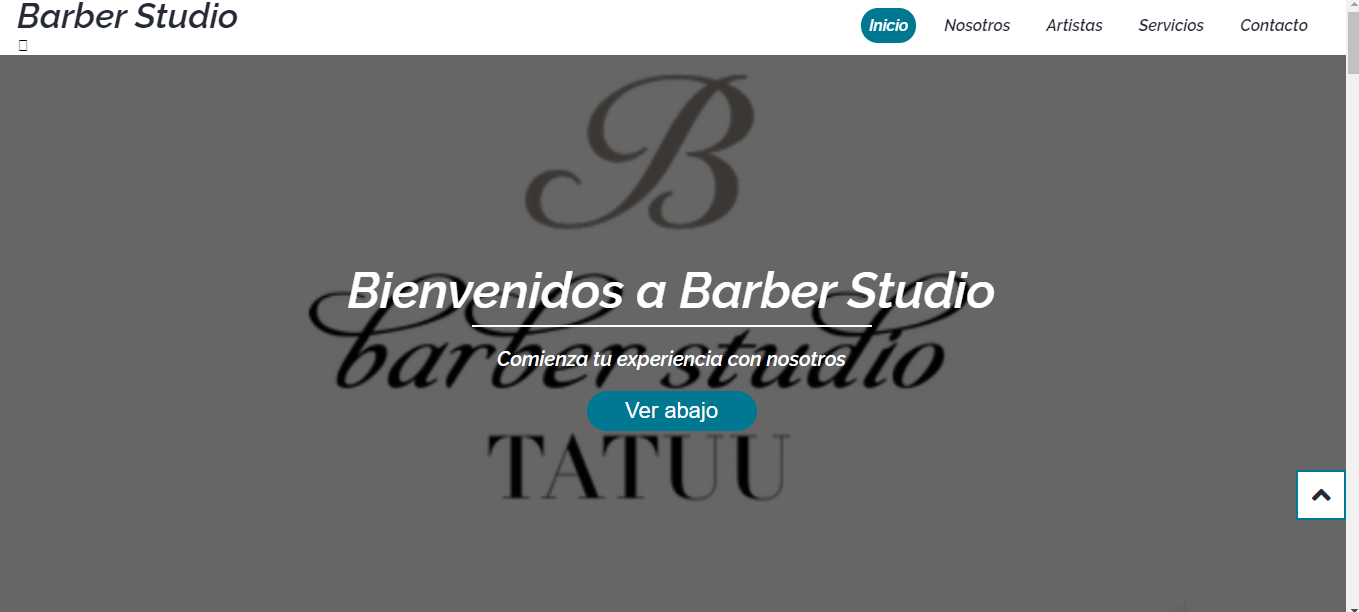 Barber Studio
Inicio Nosotros Artistas Servicios Contacto
B
Bienvenidos a Barber Studio
barber studio
Comienza tu experiencia con nosotros
Ver abajo
TATUU